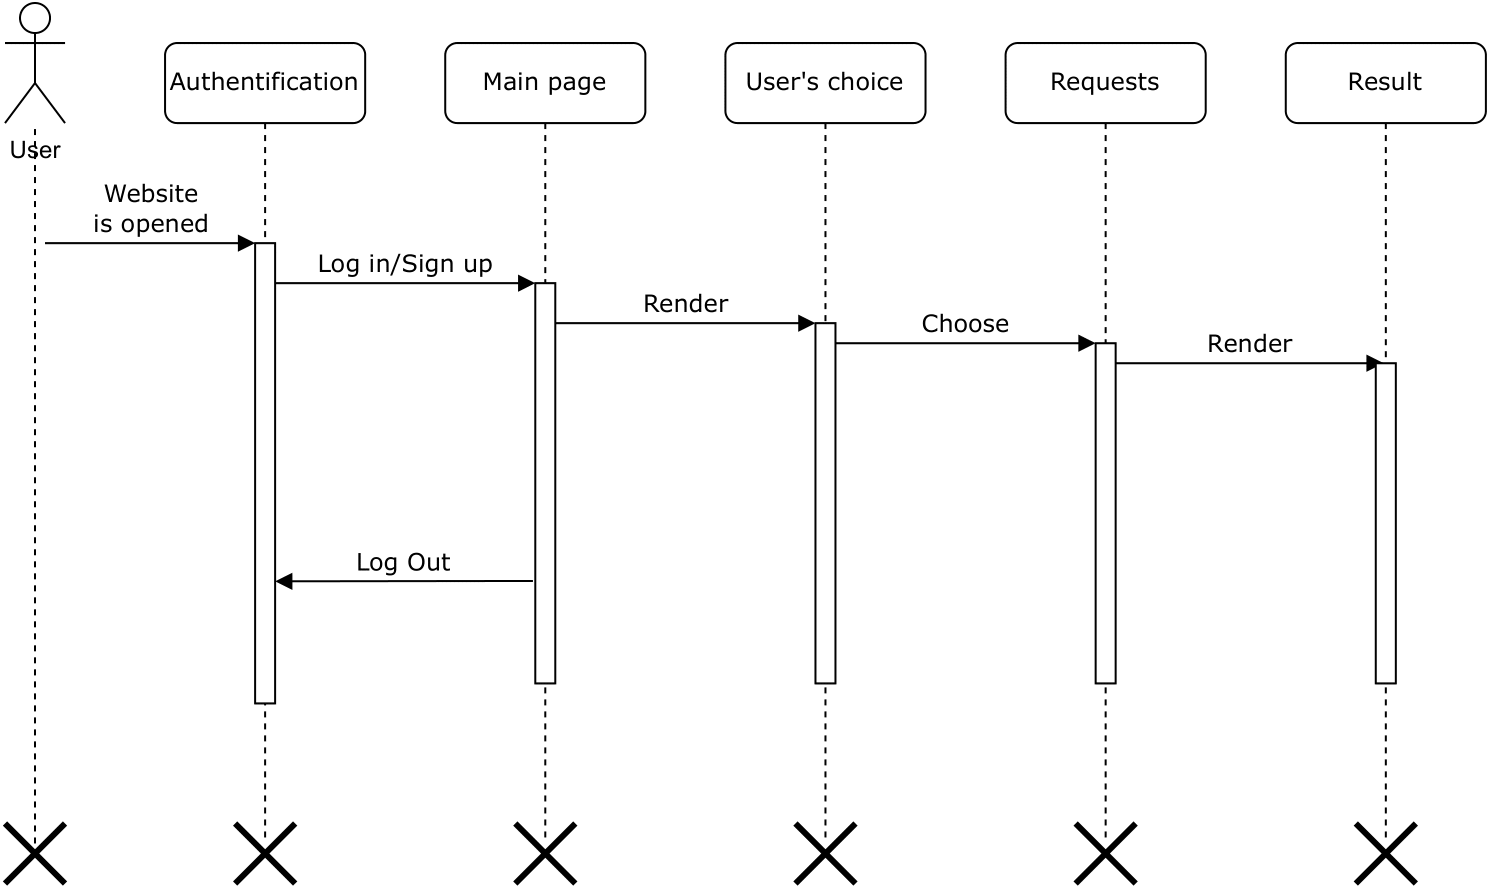 Authentification
Main page
User's choice
Requests
Result
User
Website
is opened
Log in/Sign up
Render
Choose
Render
Log Out